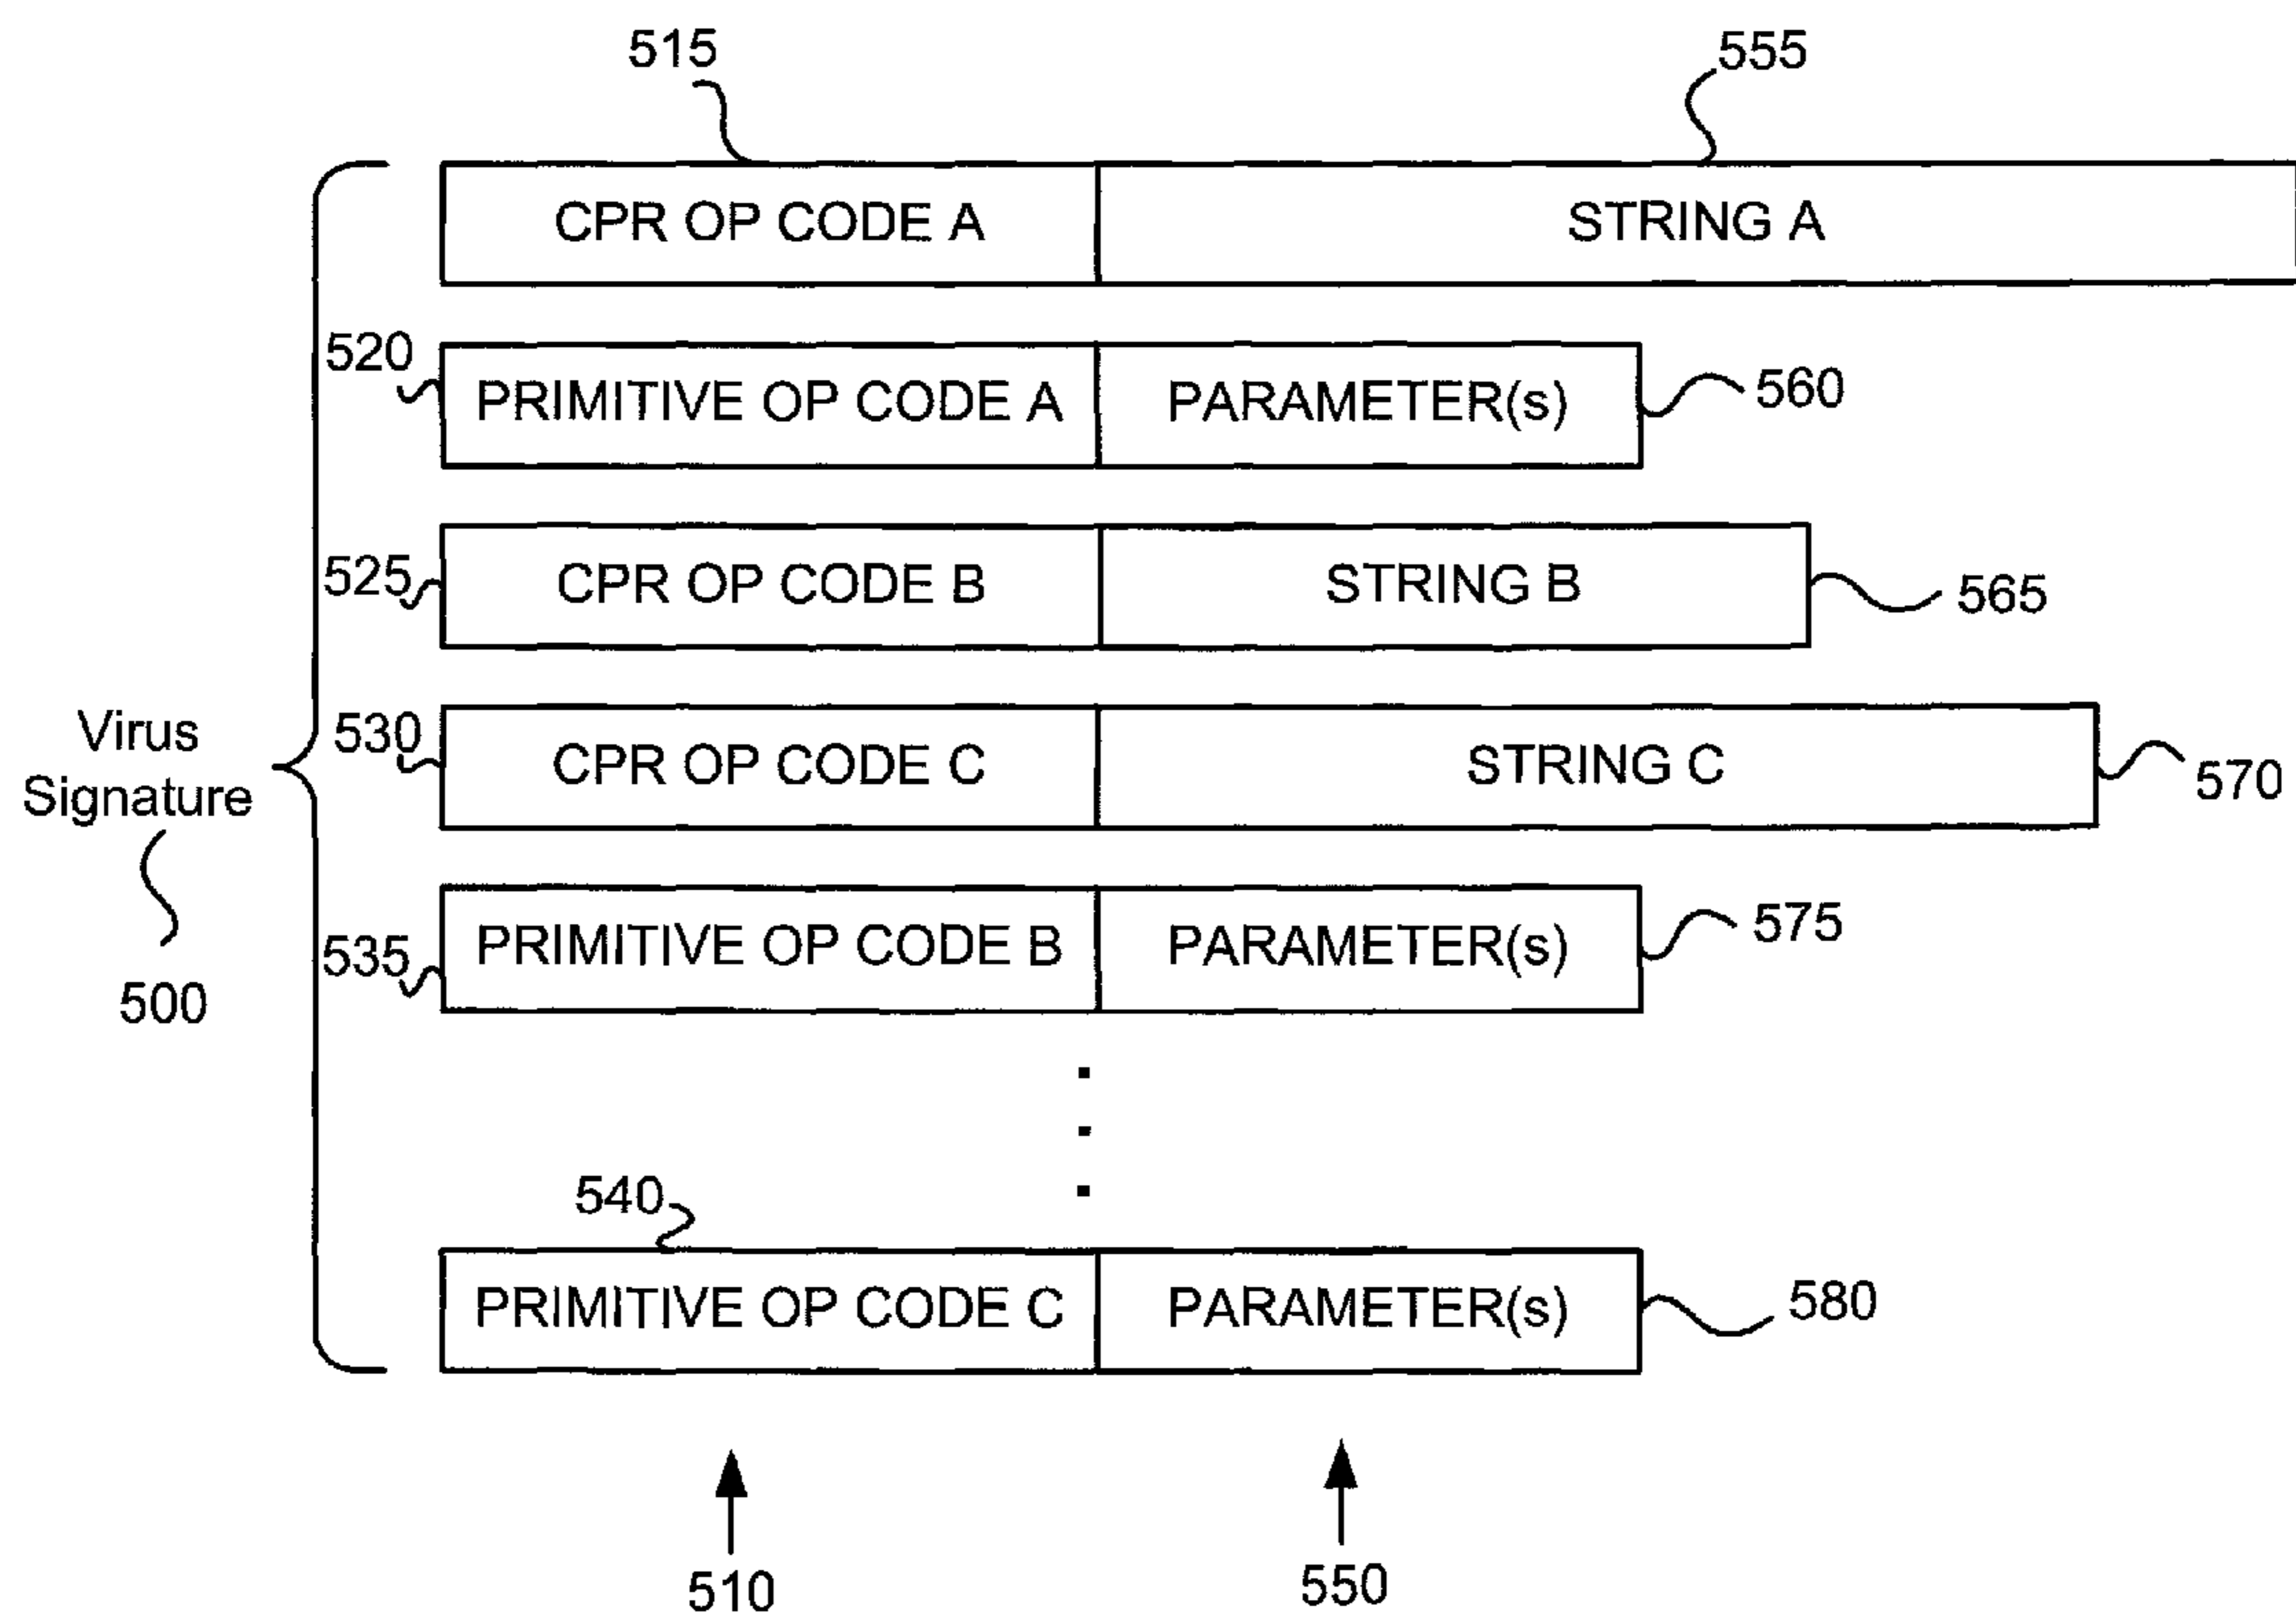 515
555
CPR OP CODE A
STRING A
520
PRIMITIVE OP CODE A
PARAMETER(s)
560
525
CPR OP CODE B
STRING B
565
530
CPR OP CODE C
STRING C
570
Virus
Signature
500
535
PRIMITIVE OP CODE B
PARAMETER(s)
575
540
PRIMITIVE OP CODE C
PARAMETER(s)
580
510
550